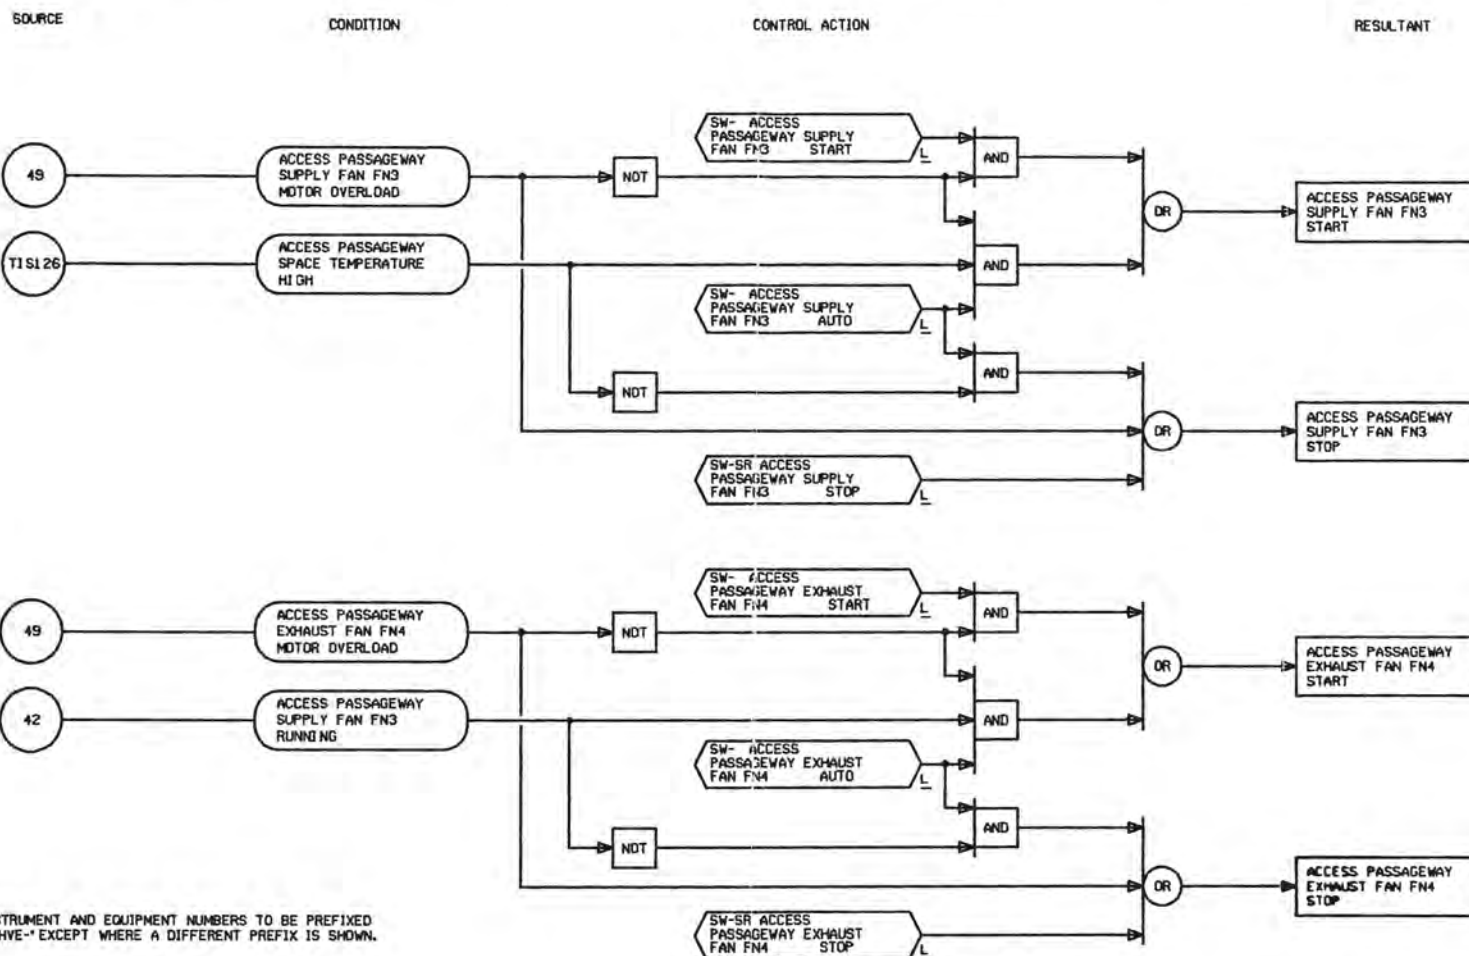 SOURCE
CONDITION
CONTROL ACTION
RESULTANT
SW- ACCESS
PASSAGEWAY SUPPLY
FAN FN3 START
L
49
ACCESS PASSAGEWAY
SUPPLY FAN FN3
MOTOR OVERLOAD
NOT
AND
OR
ACCESS PASSAGEWAY
SUPPLY FAN FN3
START
TIS126
ACCESS PASSAGEWAY
SPACE TEMPERATURE
HIGH
AND
SW- ACCESS
PASSAGEWAY SUPPLY
FAN FN3 AUTO
L
NOT
AND
OR
ACCESS PASSAGEWAY
SUPPLY FAN FN3
STOP
SW-SR ACCESS
PASSAGEWAY SUPPLY
FAN FN3 STOP
L
SW- ACCESS
PASSAGEWAY EXHAUST
FAN FN4 START
L
49
ACCESS PASSAGEWAY
EXHAUST FAN FN4
MOTOR OVERLOAD
NOT
AND
OR
ACCESS PASSAGEWAY
EXHAUST FAN FN4
START
42
ACCESS PASSAGEWAY
SUPPLY FAN FN3
RUNNING
AND
SW- ACCESS
PASSAGEWAY EXHAUST
FAN FN4 AUTO
L
NOT
AND
OR
ACCESS PASSAGEWAY
EXHAUST FAN FN4
STOP
STRUMENT AND EQUIPMENT NUMBERS TO BE PREFIXED
HVE-" EXCEPT WHERE A DIFFERENT PREFIX IS SHOWN.
SW-SR ACCESS
PASSAGEWAY EXHAUST
FAN FN4 STOP
L